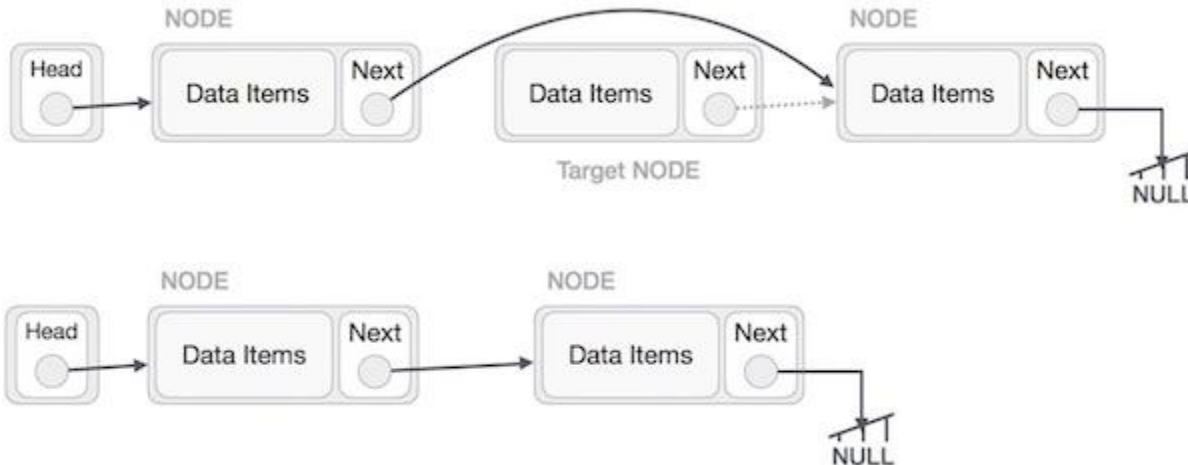 NODE
NODE
Head
Data Items
Next
Data Items
Next
Data Items
Next
Target NODE
NULL
NODE
NODE
Head
Data Items
Next
Data Items
Next
NULL